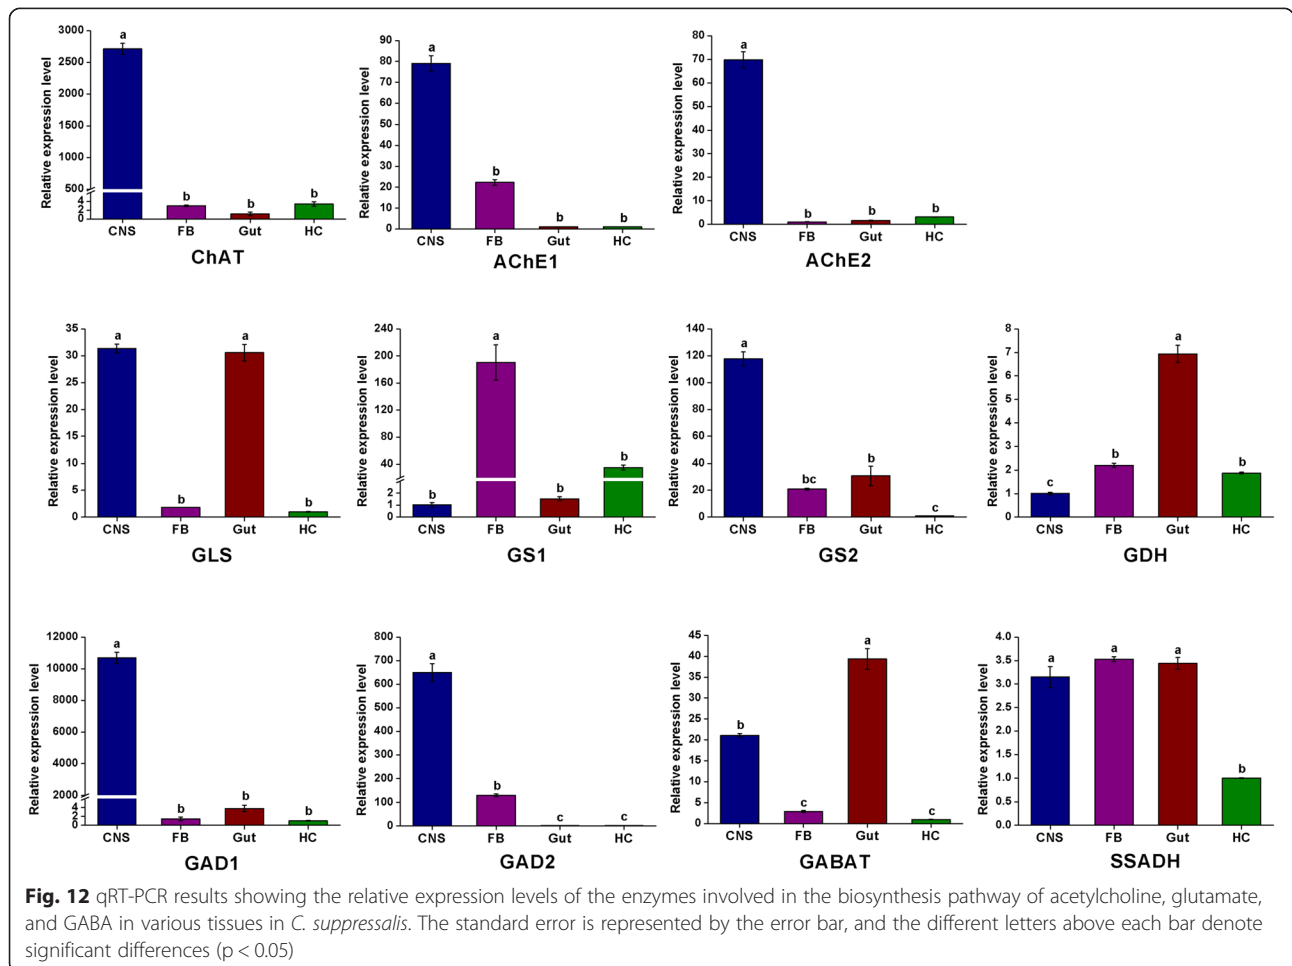 3000
2500
2000
1500
1000
500
4
2
0
Relative expression level
a
b
b
b
CNS
FB
Gut
HC
ChAT
90
80
70
60
50
40
30
20
10
0
Relative expression level
a
b
b
b
CNS
FB
Gut
HC
AChE1
80
70
60
50
40
30
20
10
0
Relative expression level
a
b
b
b
CNS
FB
Gut
HC
AChE2
35
30
25
20
15
10
5
0
Relative expression level
a
b
a
b
CNS
FB
Gut
HC
GLS
240
200
160
120
80
40
2
1
0
Relative expression level
b
a
b
b
CNS
FB
Gut
HC
GS1
140
120
100
80
60
40
20
0
Relative expression level
a
bc
b
c
CNS
FB
Gut
HC
GS2
8
7
6
5
4
3
2
1
0
Relative expression level
c
b
a
b
CNS
FB
Gut
HC
GDH
12000
10000
8000
6000
4000
2000
4
2
0
Relative expression level
a
b
b
b
CNS
FB
Gut
HC
GAD1
800
700
600
500
400
300
200
100
0
Relative expression level
a
b
c
c
CNS
FB
Gut
HC
GAD2
45
40
35
30
25
20
15
10
5
0
Relative expression level
b
c
a
c
CNS
FB
Gut
HC
GABAT
4.0
3.5
3.0
2.5
2.0
1.5
1.0
0.5
0.0
Relative expression level
a
a
a
b
CNS
FB
Gut
HC
SSADH
Fig. 12 qRT-PCR results showing the relative expression levels of the enzymes involved in the biosynthesis pathway of acetylcholine, glutamate,
and GABA in various tissues in C. suppressalis. The standard error is represented by the error bar, and the different letters above each bar denote
significant differences (p < 0.05)